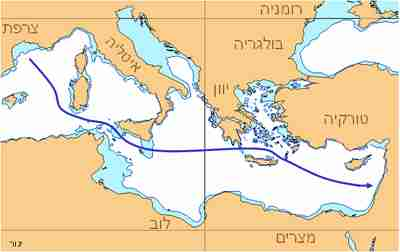 רומניה
צרפת
איטליה
בולגריה
יוון
טורקיה
לוב
מצרים